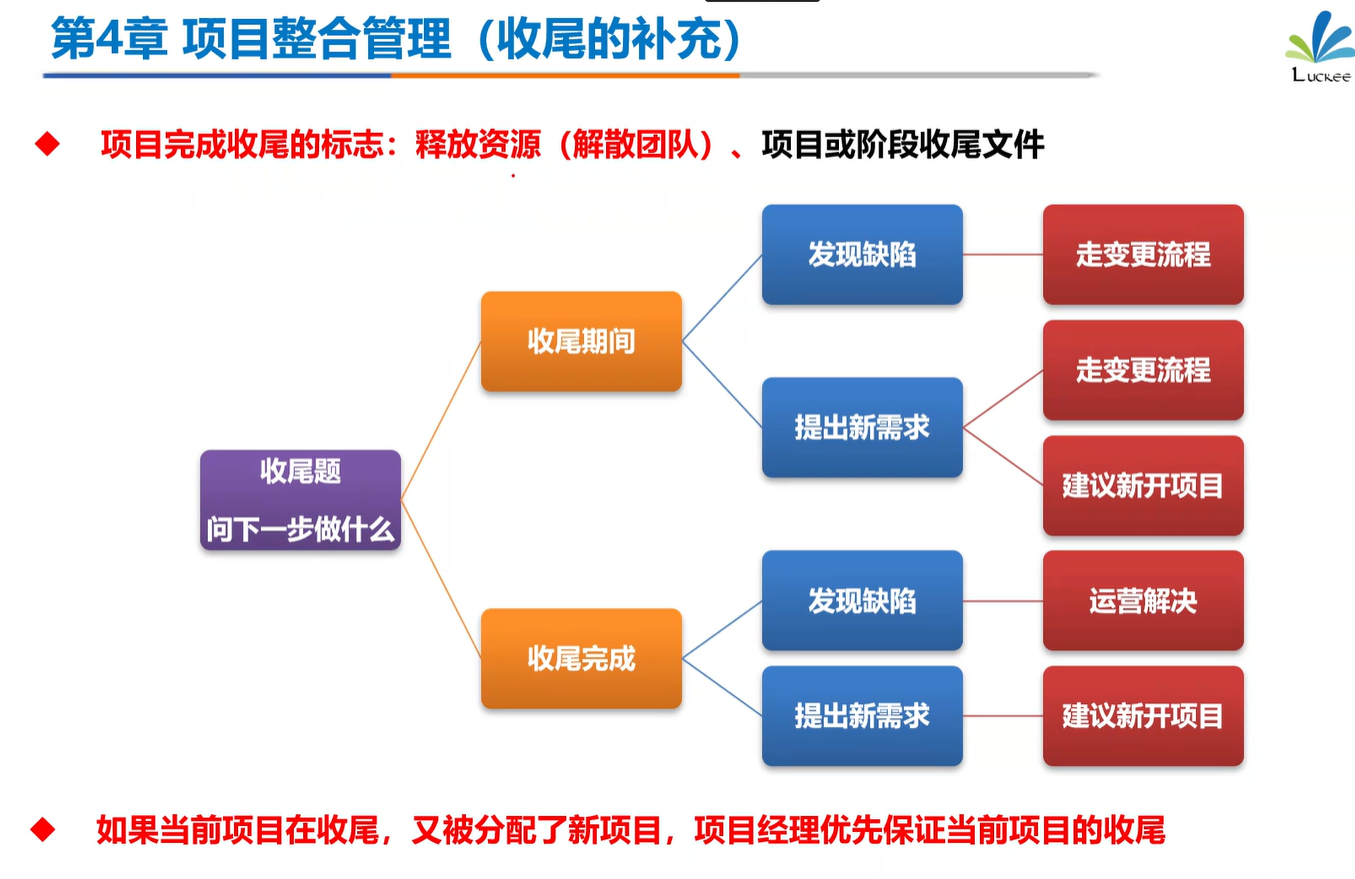 第4章 项目整合管理（收尾的补充）
Luckee
项目完成收尾的标志：释放资源（解散团队）、项目或阶段收尾文件
发现缺陷
走变更流程
收尾期间
走变更流程
提出新需求
建议新开项目
收尾题
问下一步做什么
发现缺陷
运营解决
收尾完成
提出新需求
建议新开项目
如果当前项目在收尾，又被分配了新项目，项目经理优先保证当前项目的收尾